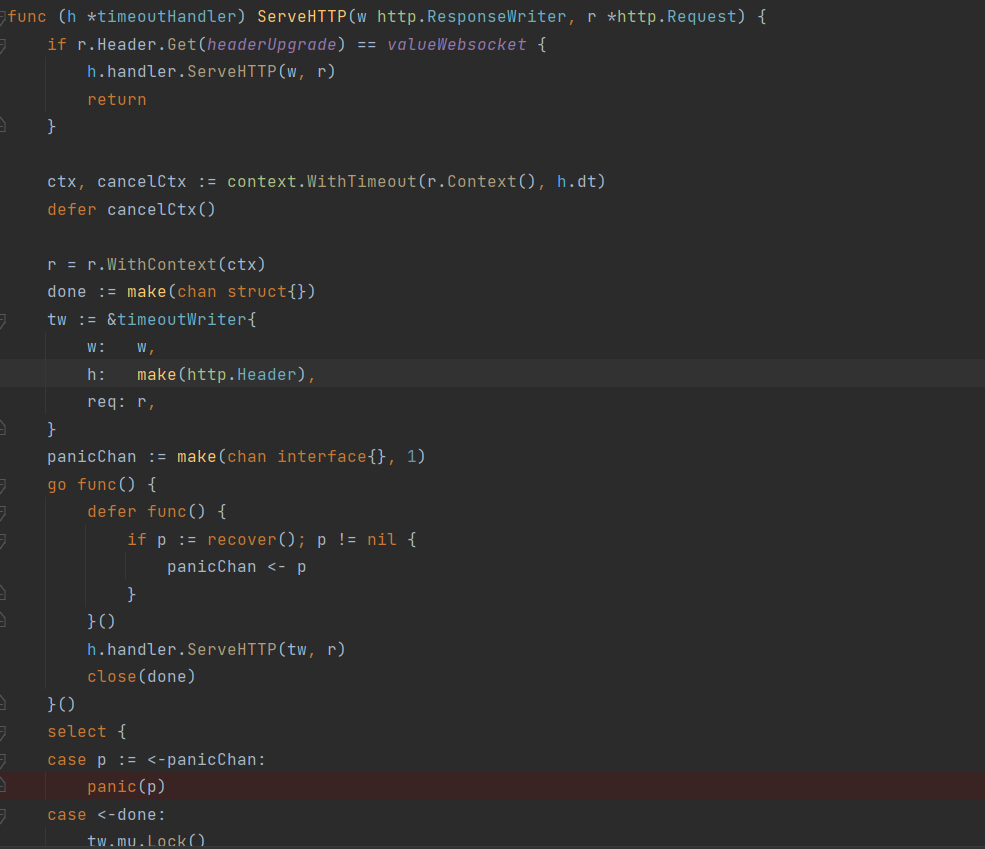 func (h *timeoutHandler) ServeHTTP(w http.ResponseWriter, r *http.Request) {
    if r.Header.Get(headerUpgrade) == valueWebsocket {
        h.handler.ServeHTTP(w, r)
        return
    }

    ctx, cancelCtx := context.WithTimeout(r.Context(), h.dt)
    defer cancelCtx()

    r = r.WithContext(ctx)
    done := make(chan struct{})
    tw := &timeoutWriter{
        w:   w,
        h:   make(http.Header),
        req: r,
    }
    panicChan := make(chan interface{}, 1)
    go func() {
        defer func() {
            if p := recover(); p != nil {
                panicChan <- p
            }
        }()
        h.handler.ServeHTTP(tw, r)
        close(done)
    }()
    select {
    case p := <-panicChan:
        panic(p)
    case <-done:
        tw.mu.Lock()